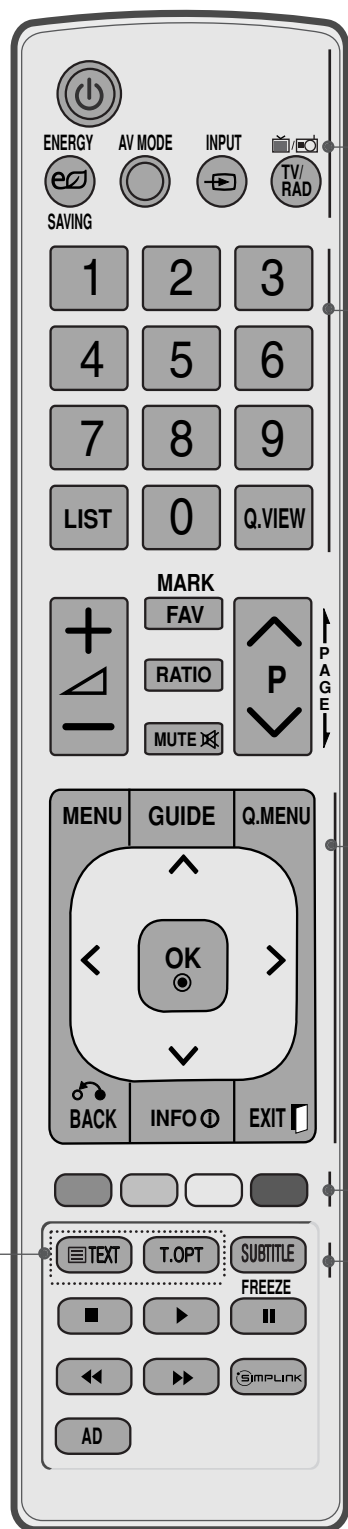 ENERGY AV MODE INPUT
TV/
RAD
SAVING
1 2 3
4 5 6
7 8 9
LIST 0 Q.VIEW
MARK
FAV
RATIO P
MUTE
PAGE
MENU GUIDE Q.MENU
OK
BACK INFO EXIT
TEXT T.OPT SUBTITLE
FREEZE
SIMPLINK
AD